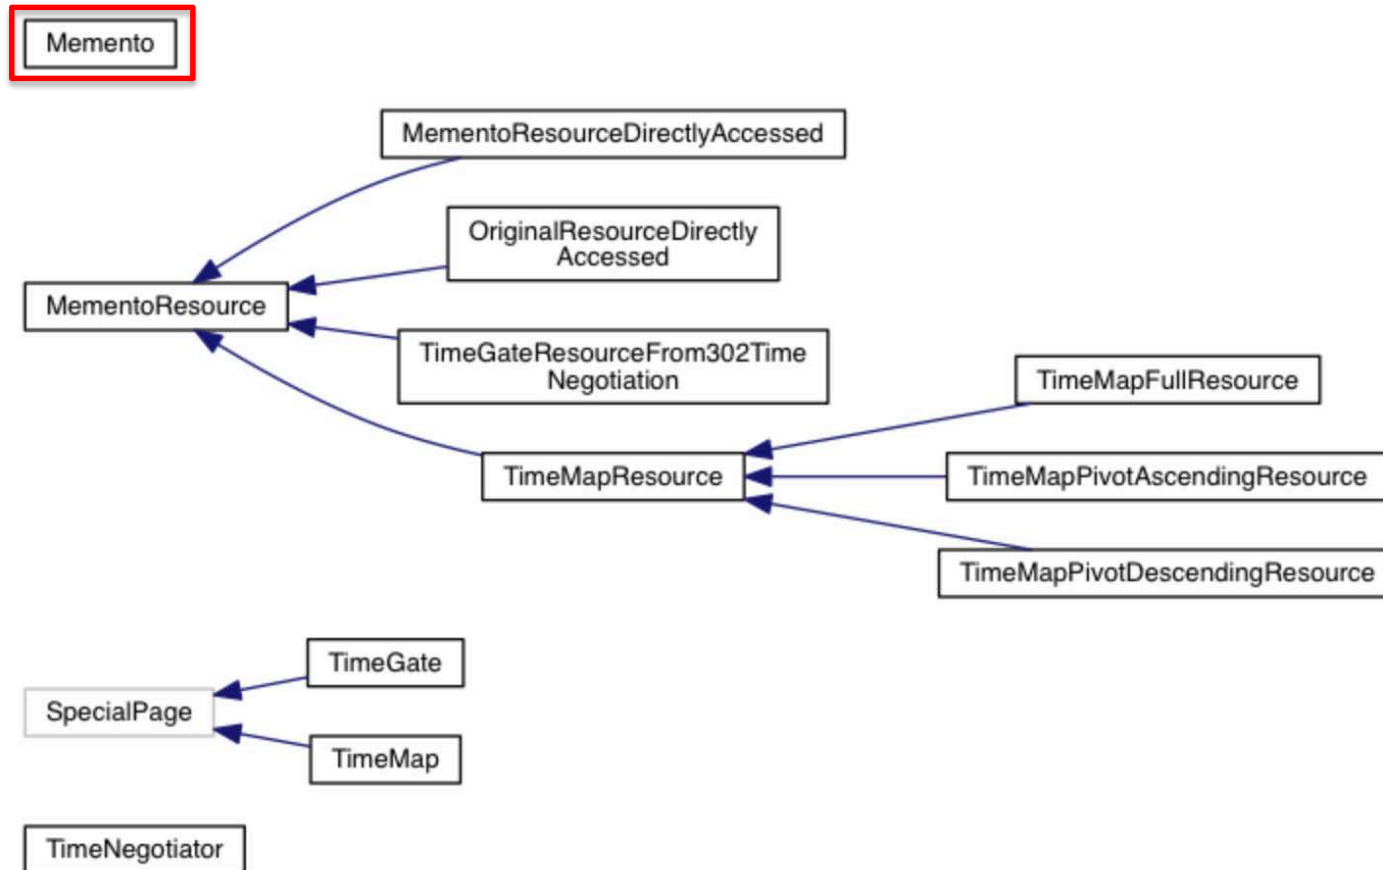 Memento
MementoResourceDirectlyAccessed
OriginalResourceDirectly
Accessed
MementoResource
TimeGateResourceFrom302Time
Negotiation
TimeMapFullResource
TimeMapResource
TimeMapPivotAscendingResource
TimeMapPivotDescendingResource
TimeGate
SpecialPage
TimeMap
TimeNegotiator